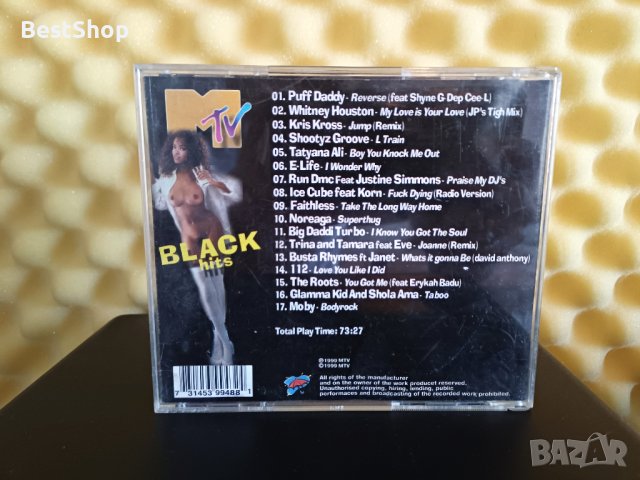 BestShop
MTV
BLACK
hits
01. Puff Daddy - Reverse (feat Shyne G-Dep Cee-L)
02. Whitney Houston - My Love is Your Love (JP's Tigh Mix)
03. Kris Kross - Jump (Remix)
04. Shootyz Groove - L Train
05. Tatyana Ali - Boy You Knock Me Out
06. E-Life - I Wonder Why
07. Run Dmc Feat Justine Simmons - Praise My DJ's
08. Ice Cube feat Korn - Fuck Dying (Radio Version)
09. Faithless - Take The Long Way Home
10. Noreaga - Superthug
11. Big Daddi Turbo - I Know You Got The Soul
12. Trina and Tamara feat Eve - Joanne (Remix)
13. Busta Rhymes ft Janet - Whats it gonna Be (david anthony)
14. 112 - Love You Like I Did
15. The Roots - You Got Me (feat Erykah Badu)
16. Glamma Kid And Shola Ama - Taboo
17. Moby - Bodyrock
Total Play Time: 73:27
℗1999 MTV
©1999 MTV
All rights of the manufacturer
and on the owner of the work producet reserved.
Unauthorised copying, hiring, lending, public
performaces and broadcasting of the recorded work prohibited.
7 31453 99488 1
BAZAR